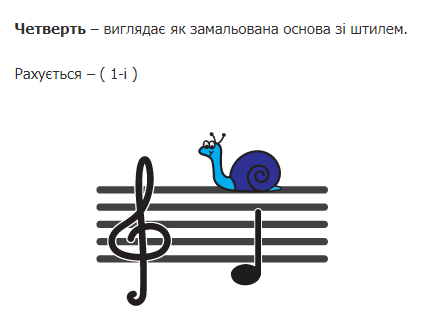 Четверть – виглядає як замальована основа зі штилем.
Рахується – ( 1-і )